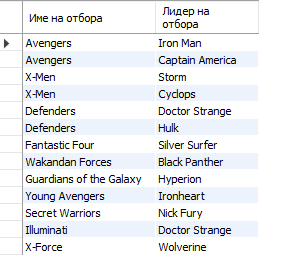 Име на отбора Лидер на
отбора
Avengers Iron Man
Avengers Captain America
X-Men Storm
X-Men Cyclops
Defenders Doctor Strange
Defenders Hulk
Fantastic Four Silver Surfer
Wakandan Forces Black Panther
Guardians of the Galaxy Hyperion
Young Avengers Ironheart
Secret Warriors Nick Fury
Illuminati Doctor Strange
X-Force Wolverine